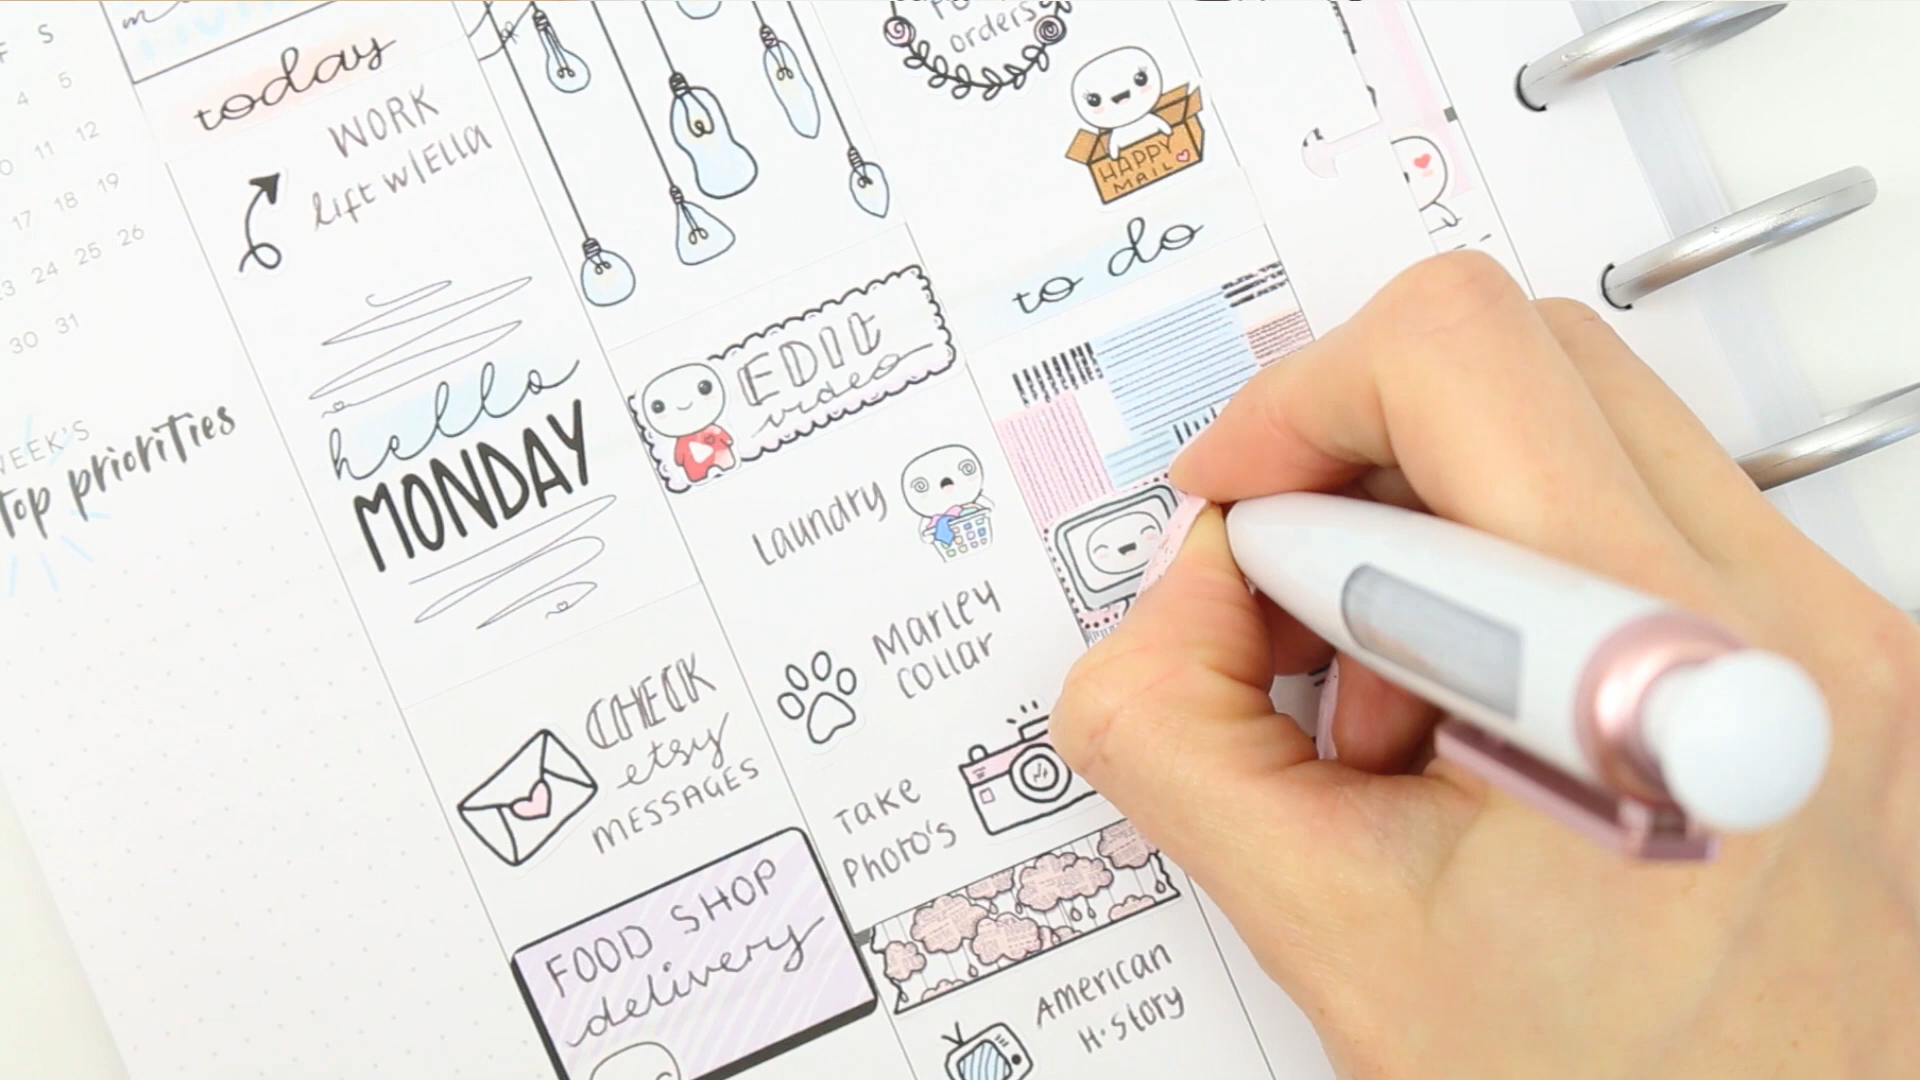 F S
4 5
11 12
17 18 19
24 25 26
30 31
WEEK'S
top priorities
today
WORK
lift w/Ella
hello
MONDAY
CHECK
etsy
MESSAGES
FOOD SHOP
delivery
EDIT
video
Laundry
Marley
collar
Take
Photo's
American
H.story
orders
HAPPY
MAIL
to do